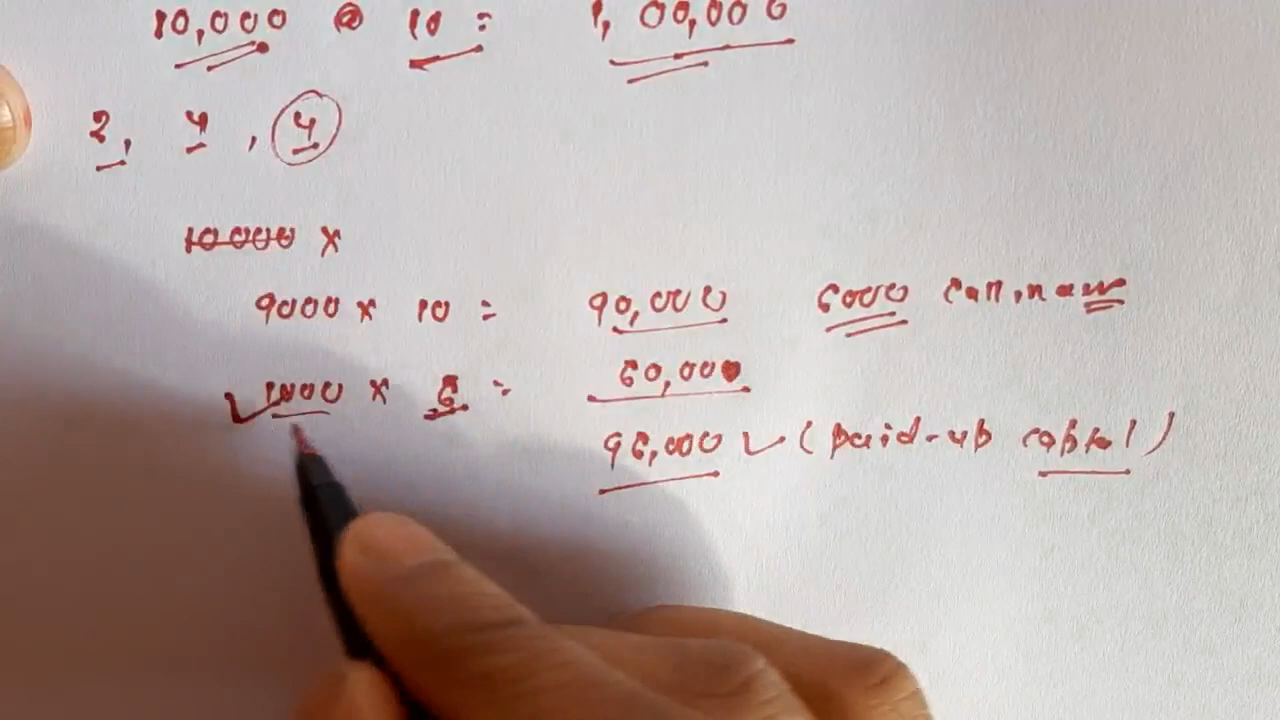 10,000 @ 10 = 1,00,000
2, 4, 4
10000 x
9000 x 10 = 90,000 6000 call in
1000 x 6 = 60,000
96,000 (paid-up capital)